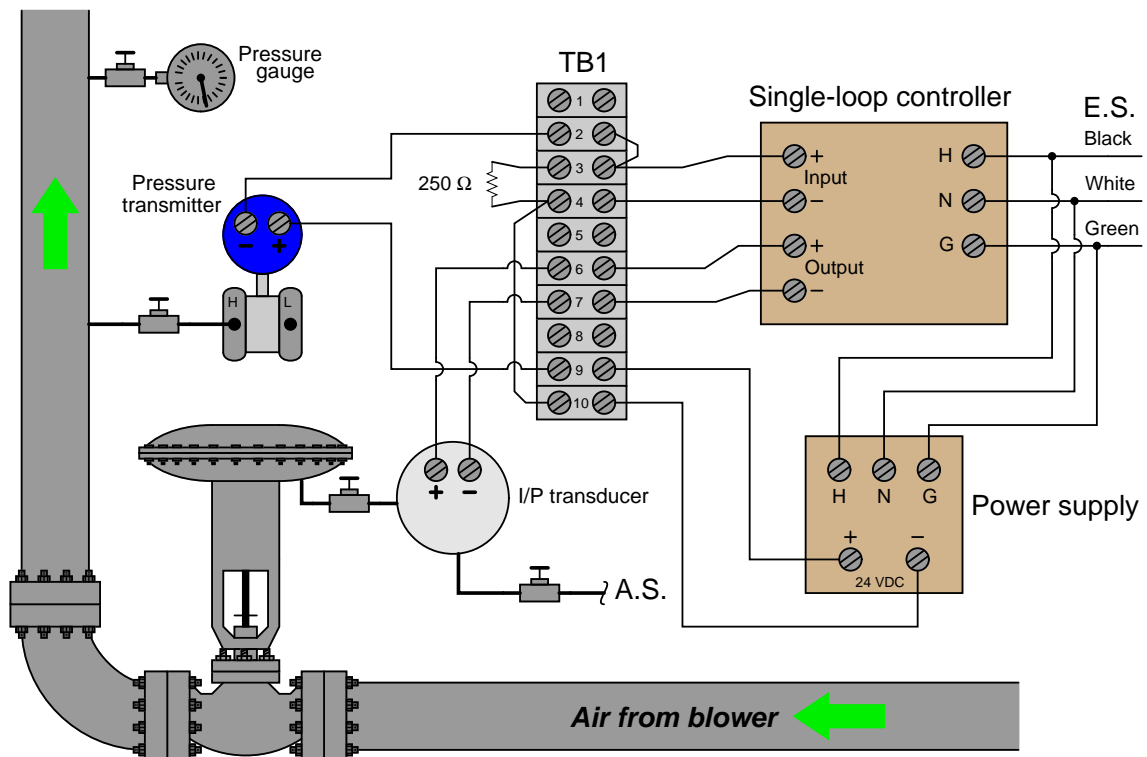 Pressure
gauge
TB1
Single-loop controller
E.S.
Black
White
Green
1
2
3
4
5
6
7
8
9
10
250 Ω
+
Input
−
+
Output
−
H
N
G
Pressure
transmitter
− +
H L
+ −
I/P transducer
A.S.
H N G
Power supply
+ −
24 VDC
Air from blower